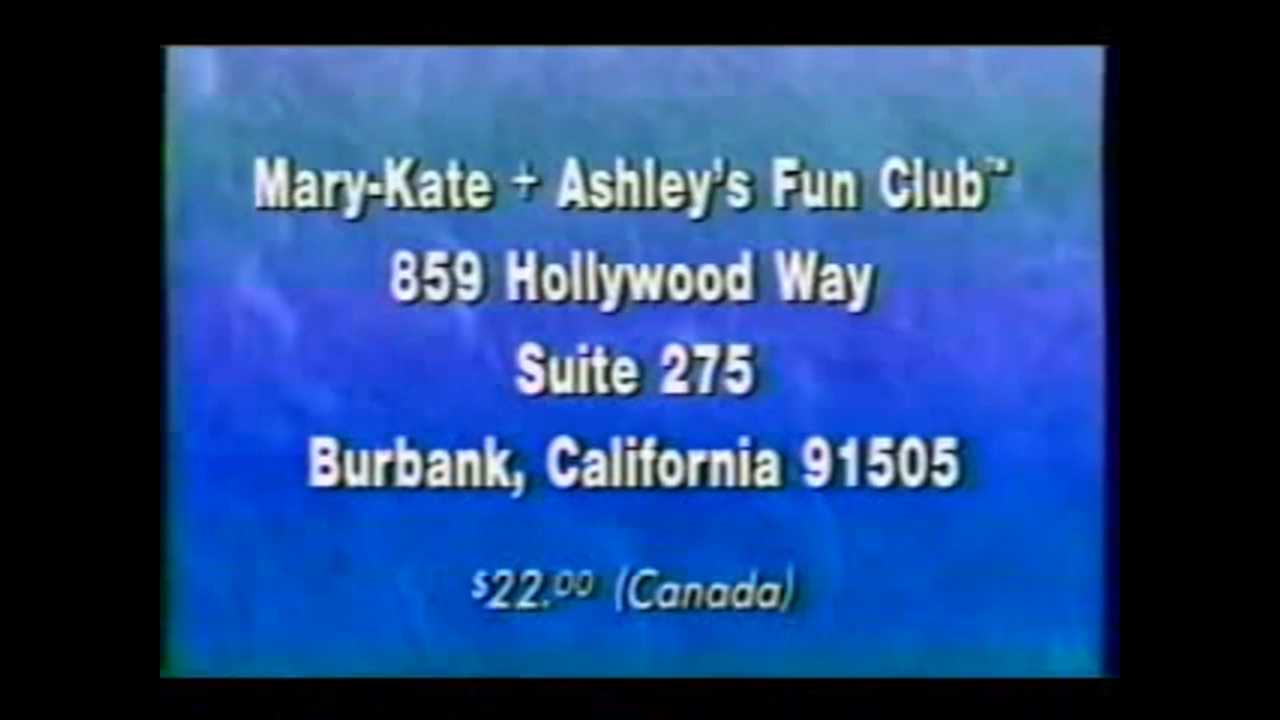 Mary-Kate + Ashley's Fun Club™
859 Hollywood Way
Suite 275
Burbank, California 91505
$22.00 (Canada)